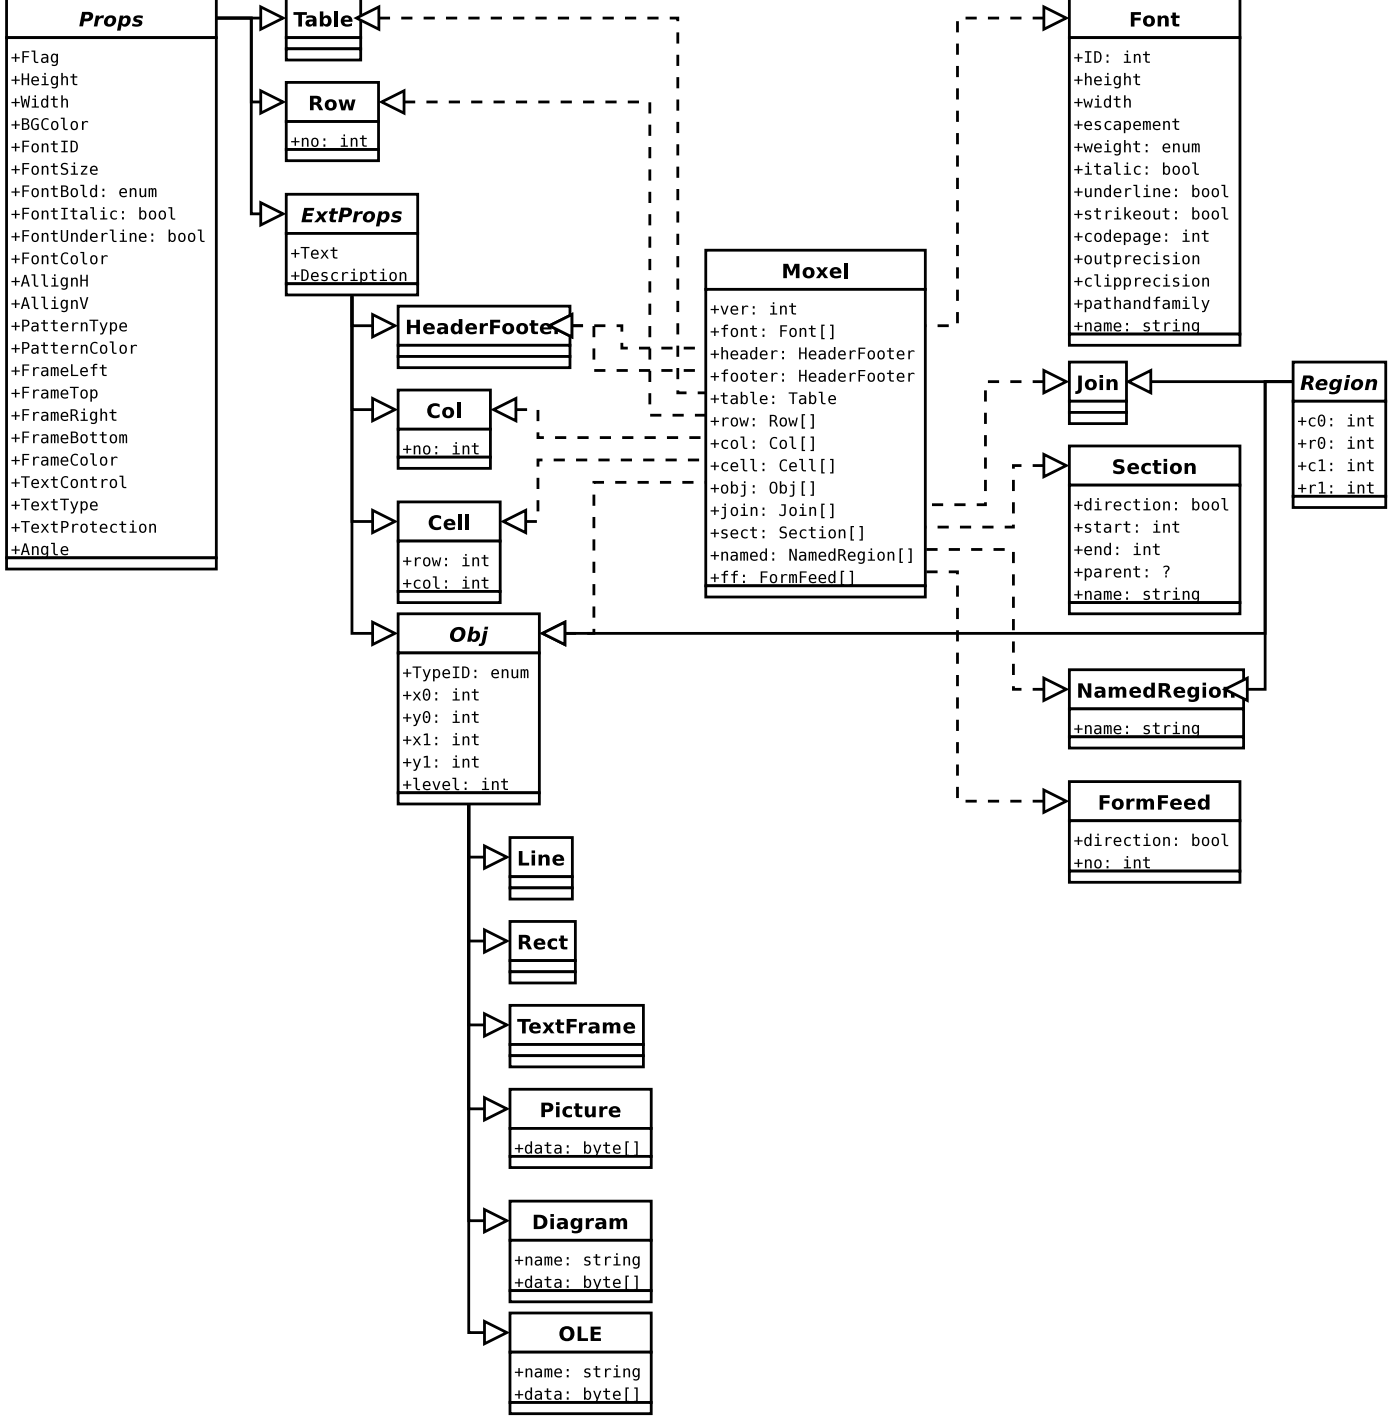 Props
+Flag
+Height
+Width
+BGColor
+FontID
+FontSize
+FontBold: enum
+FontItalic: bool
+FontUnderline: bool
+FontColor
+AllignH
+AllignV
+PatternType
+PatternColor
+FrameLeft
+FrameTop
+FrameRight
+FrameBottom
+FrameColor
+TextControl
+TextType
+TextProtection
+Angle
Table
Row
+no: int
ExtProps
+Text
+Description
HeaderFooter
Col
+no: int
Cell
+row: int
+col: int
Obj
+TypeID: enum
+x0: int
+y0: int
+x1: int
+y1: int
+level: int
Line
Rect
TextFrame
Picture
+data: byte[]
Diagram
+name: string
+data: byte[]
OLE
+name: string
+data: byte[]
Moxel
+ver: int
+font: Font[]
+header: HeaderFooter
+footer: HeaderFooter
+table: Table
+row: Row[]
+col: Col[]
+cell: Cell[]
+obj: Obj[]
+join: Join[]
+sect: Section[]
+named: NamedRegion[]
+ff: FormFeed[]
Font
+ID: int
+height
+width
+escapement
+weight: enum
+italic: bool
+underline: bool
+strikeout: bool
+codepage: int
+outprecision
+clipprecision
+pathandfamily
+name: string
Join
Section
+direction: bool
+start: int
+end: int
+parent: ?
+name: string
NamedRegion
+name: string
FormFeed
+direction: bool
+no: int
Region
+c0: int
+r0: int
+c1: int
+r1: int